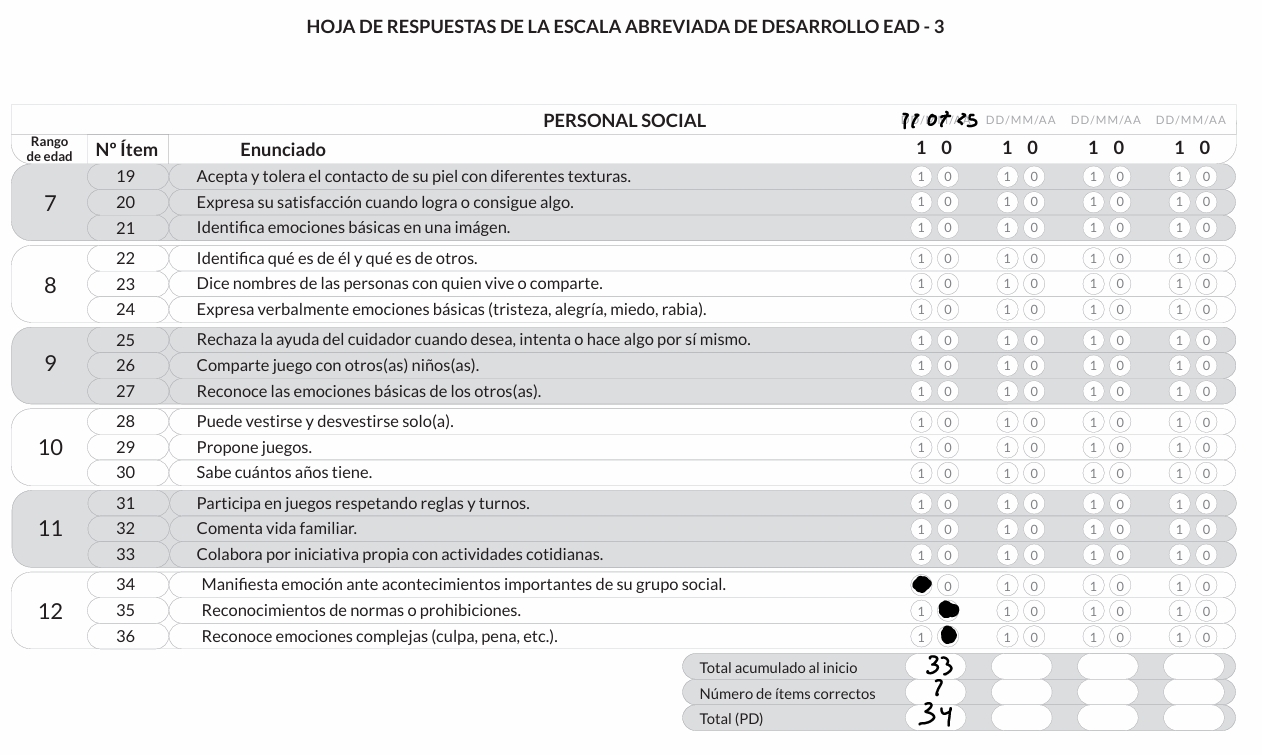 HOJA DE RESPUESTAS DE LA ESCALA ABREVIADA DE DESARROLLO EAD - 3
PERSONAL SOCIAL 11 07 25 DD/MM/AA DD/MM/AA DD/MM/AA
Rango de edad Nº Ítem Enunciado 1 0 1 0 1 0 1 0
7
19 Acepta y tolera el contacto de su piel con diferentes texturas. 1 0 1 0 1 0 1 0
20 Expresa su satisfacción cuando logra o consigue algo. 1 0 1 0 1 0 1 0
21 Identifica emociones básicas en una imágen. 1 0 1 0 1 0 1 0
8
22 Identifica qué es de él y qué es de otros. 1 0 1 0 1 0 1 0
23 Dice nombres de las personas con quien vive o comparte. 1 0 1 0 1 0 1 0
24 Expresa verbalmente emociones básicas (tristeza, alegría, miedo, rabia). 1 0 1 0 1 0 1 0
9
25 Rechaza la ayuda del cuidador cuando desea, intenta o hace algo por sí mismo. 1 0 1 0 1 0 1 0
26 Comparte juego con otros(as) niños(as). 1 0 1 0 1 0 1 0
27 Reconoce las emociones básicas de los otros(as). 1 0 1 0 1 0 1 0
10
28 Puede vestirse y desvestirse solo(a). 1 0 1 0 1 0 1 0
29 Propone juegos. 1 0 1 0 1 0 1 0
30 Sabe cuántos años tiene. 1 0 1 0 1 0 1 0
11
31 Participa en juegos respetando reglas y turnos. 1 0 1 0 1 0 1 0
32 Comenta vida familiar. 1 0 1 0 1 0 1 0
33 Colabora por iniciativa propia con actividades cotidianas. 1 0 1 0 1 0 1 0
12
34 Manifiesta emoción ante acontecimientos importantes de su grupo social. 0 1 0 1 0 1 0
35 Reconocimientos de normas o prohibiciones. 1 1 0 1 0 1 0
36 Reconoce emociones complejas (culpa, pena, etc.). 1 1 0 1 0 1 0
Total acumulado al inicio 33
Número de ítems correctos 1
Total (PD) 34